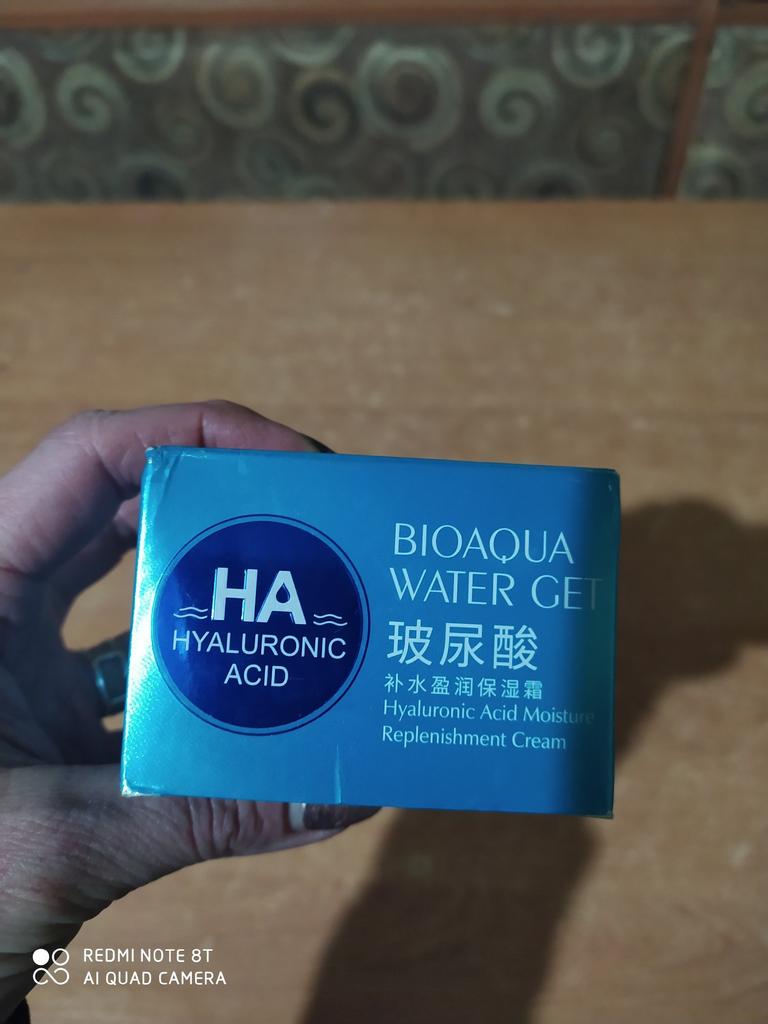 HA
HYALURONIC
ACID
BIOAQUA
WATER GET
玻尿酸
补水盈润保湿霜
Hyaluronic Acid Moisture
Replenishment Cream
REDMI NOTE 8T
AI QUAD CAMERA